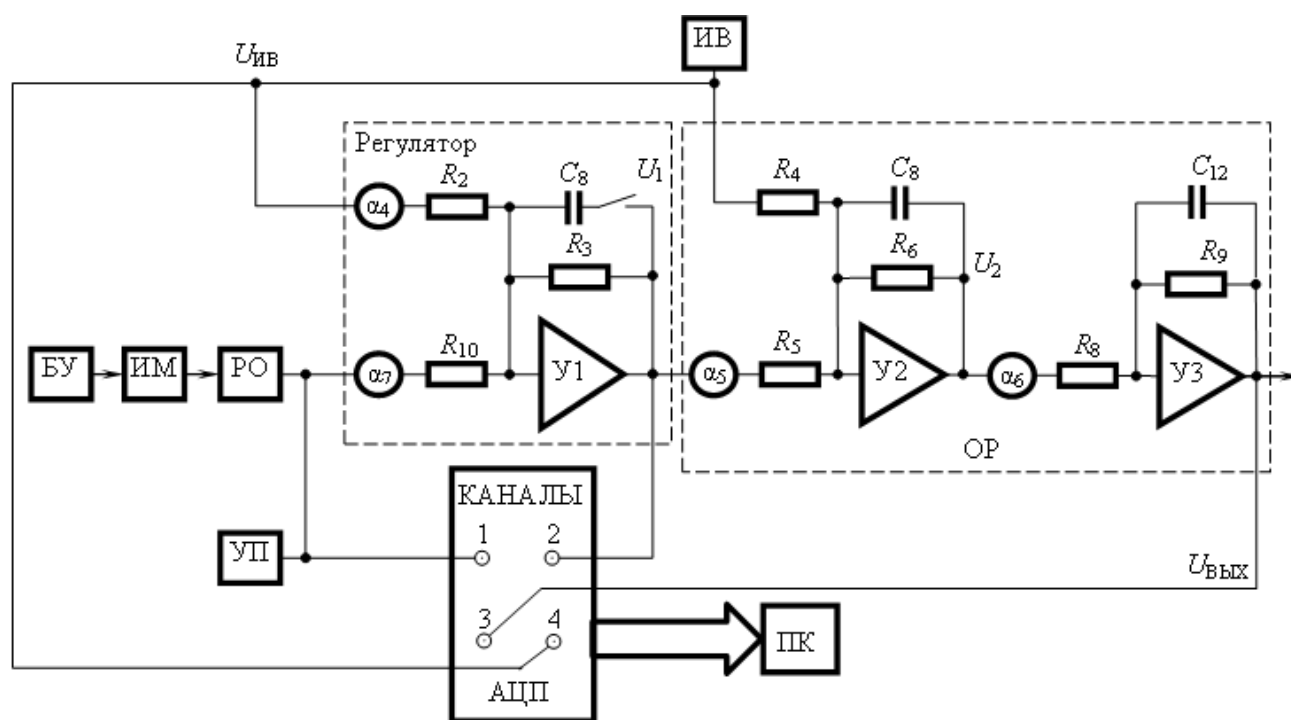 ИВ
U_ИВ
Регулятор
R2
C8
U1
R4
C8
C12
α4
R3
R6
U2
R9
БУ
ИМ
РО
α7
R10
У1
α5
R5
У2
α6
R8
У3
ОР
КАНАЛЫ
1 2
УП
U_ВЫХ
3 4
ПК
АЦП